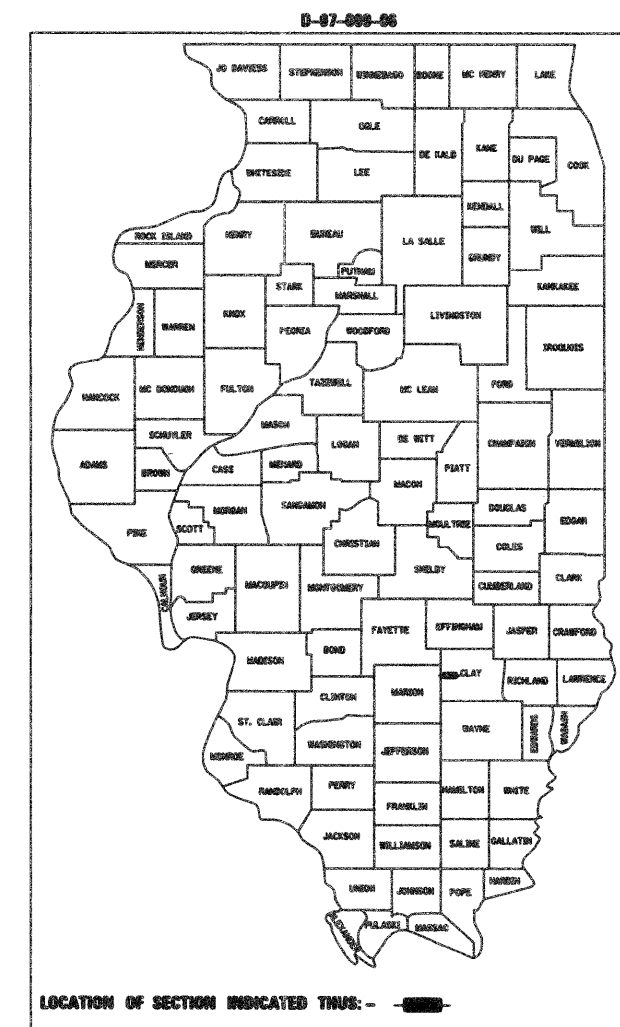 D-97-099-06
JO DAVIESS STEPHENSON WINNEBAGO BOONE MC HENRY LAKE
CARROLL OGLE
DE KALB KANE DU PAGE COOK
WHITESIDE LEE
KENDALL
ROCK ISLAND HENRY BUREAU LA SALLE WILL
MERCER PUTNAM GRUNDY
STARK MARSHALL KANKAKEE
HENDERSON WARREN KNOX PEORIA WOODFORD LIVINGSTON
IROQUOIS
HANCOCK MC DONOUGH FULTON TAZEWELL MC LEAN FORD
SCHUYLER MASON LOGAN DE WITT CHAMPAIGN VERMILION
ADAMS BROWN CASS MENARD MACON PIATT
PIKE SCOTT MORGAN SANGAMON MOULTRIE DOUGLAS EDGAR
CHRISTIAN COLES
GREENE MACOUPIN MONTGOMERY SHELBY CUMBERLAND CLARK
CALHOUN JERSEY
FAYETTE EFFINGHAM JASPER CRAWFORD
MADISON BOND
CLAY RICHLAND LAWRENCE
CLINTON MARION
ST. CLAIR WAYNE EDWARDS WABASH
MONROE WASHINGTON JEFFERSON
RANDOLPH PERRY HAMILTON WHITE
FRANKLIN
JACKSON WILLIAMSON SALINE GALLATIN
UNION JOHNSON POPE HARDIN
ALEXANDER PULASKI MASSAC
LOCATION OF SECTION INDICATED THUS: -